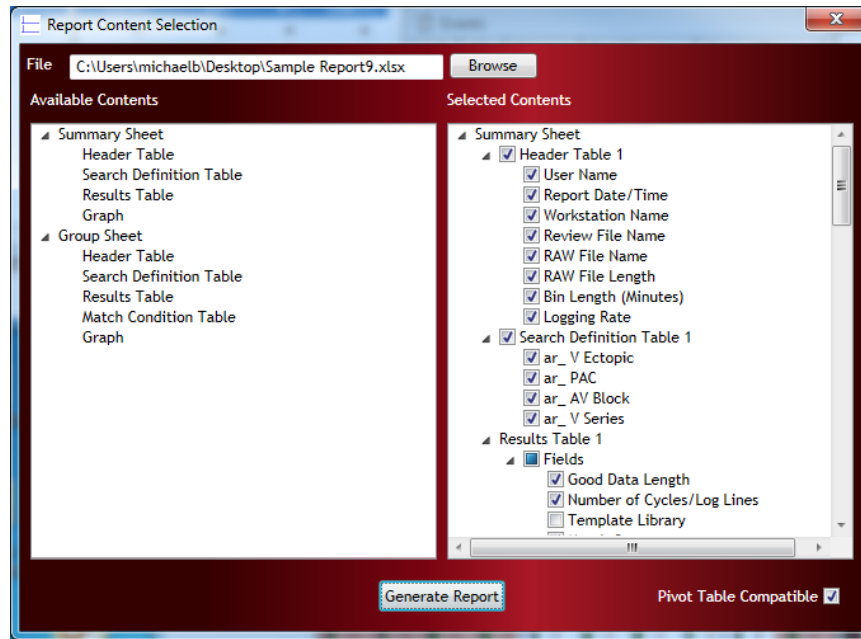 Report Content Selection
File C:\Users\michaelb\Desktop\Sample Report9.xlsx Browse
Available Contents
Summary Sheet
Header Table
Search Definition Table
Results Table
Graph
Group Sheet
Header Table
Search Definition Table
Results Table
Match Condition Table
Graph
Selected Contents
Summary Sheet
Header Table 1
User Name
Report Date/Time
Workstation Name
Review File Name
RAW File Name
RAW File Length
Bin Length (Minutes)
Logging Rate
Search Definition Table 1
ar_ V Ectopic
ar_ PAC
ar_ AV Block
ar_ V Series
Results Table 1
Fields
Good Data Length
Number of Cycles/Log Lines
Template Library
Generate Report
Pivot Table Compatible